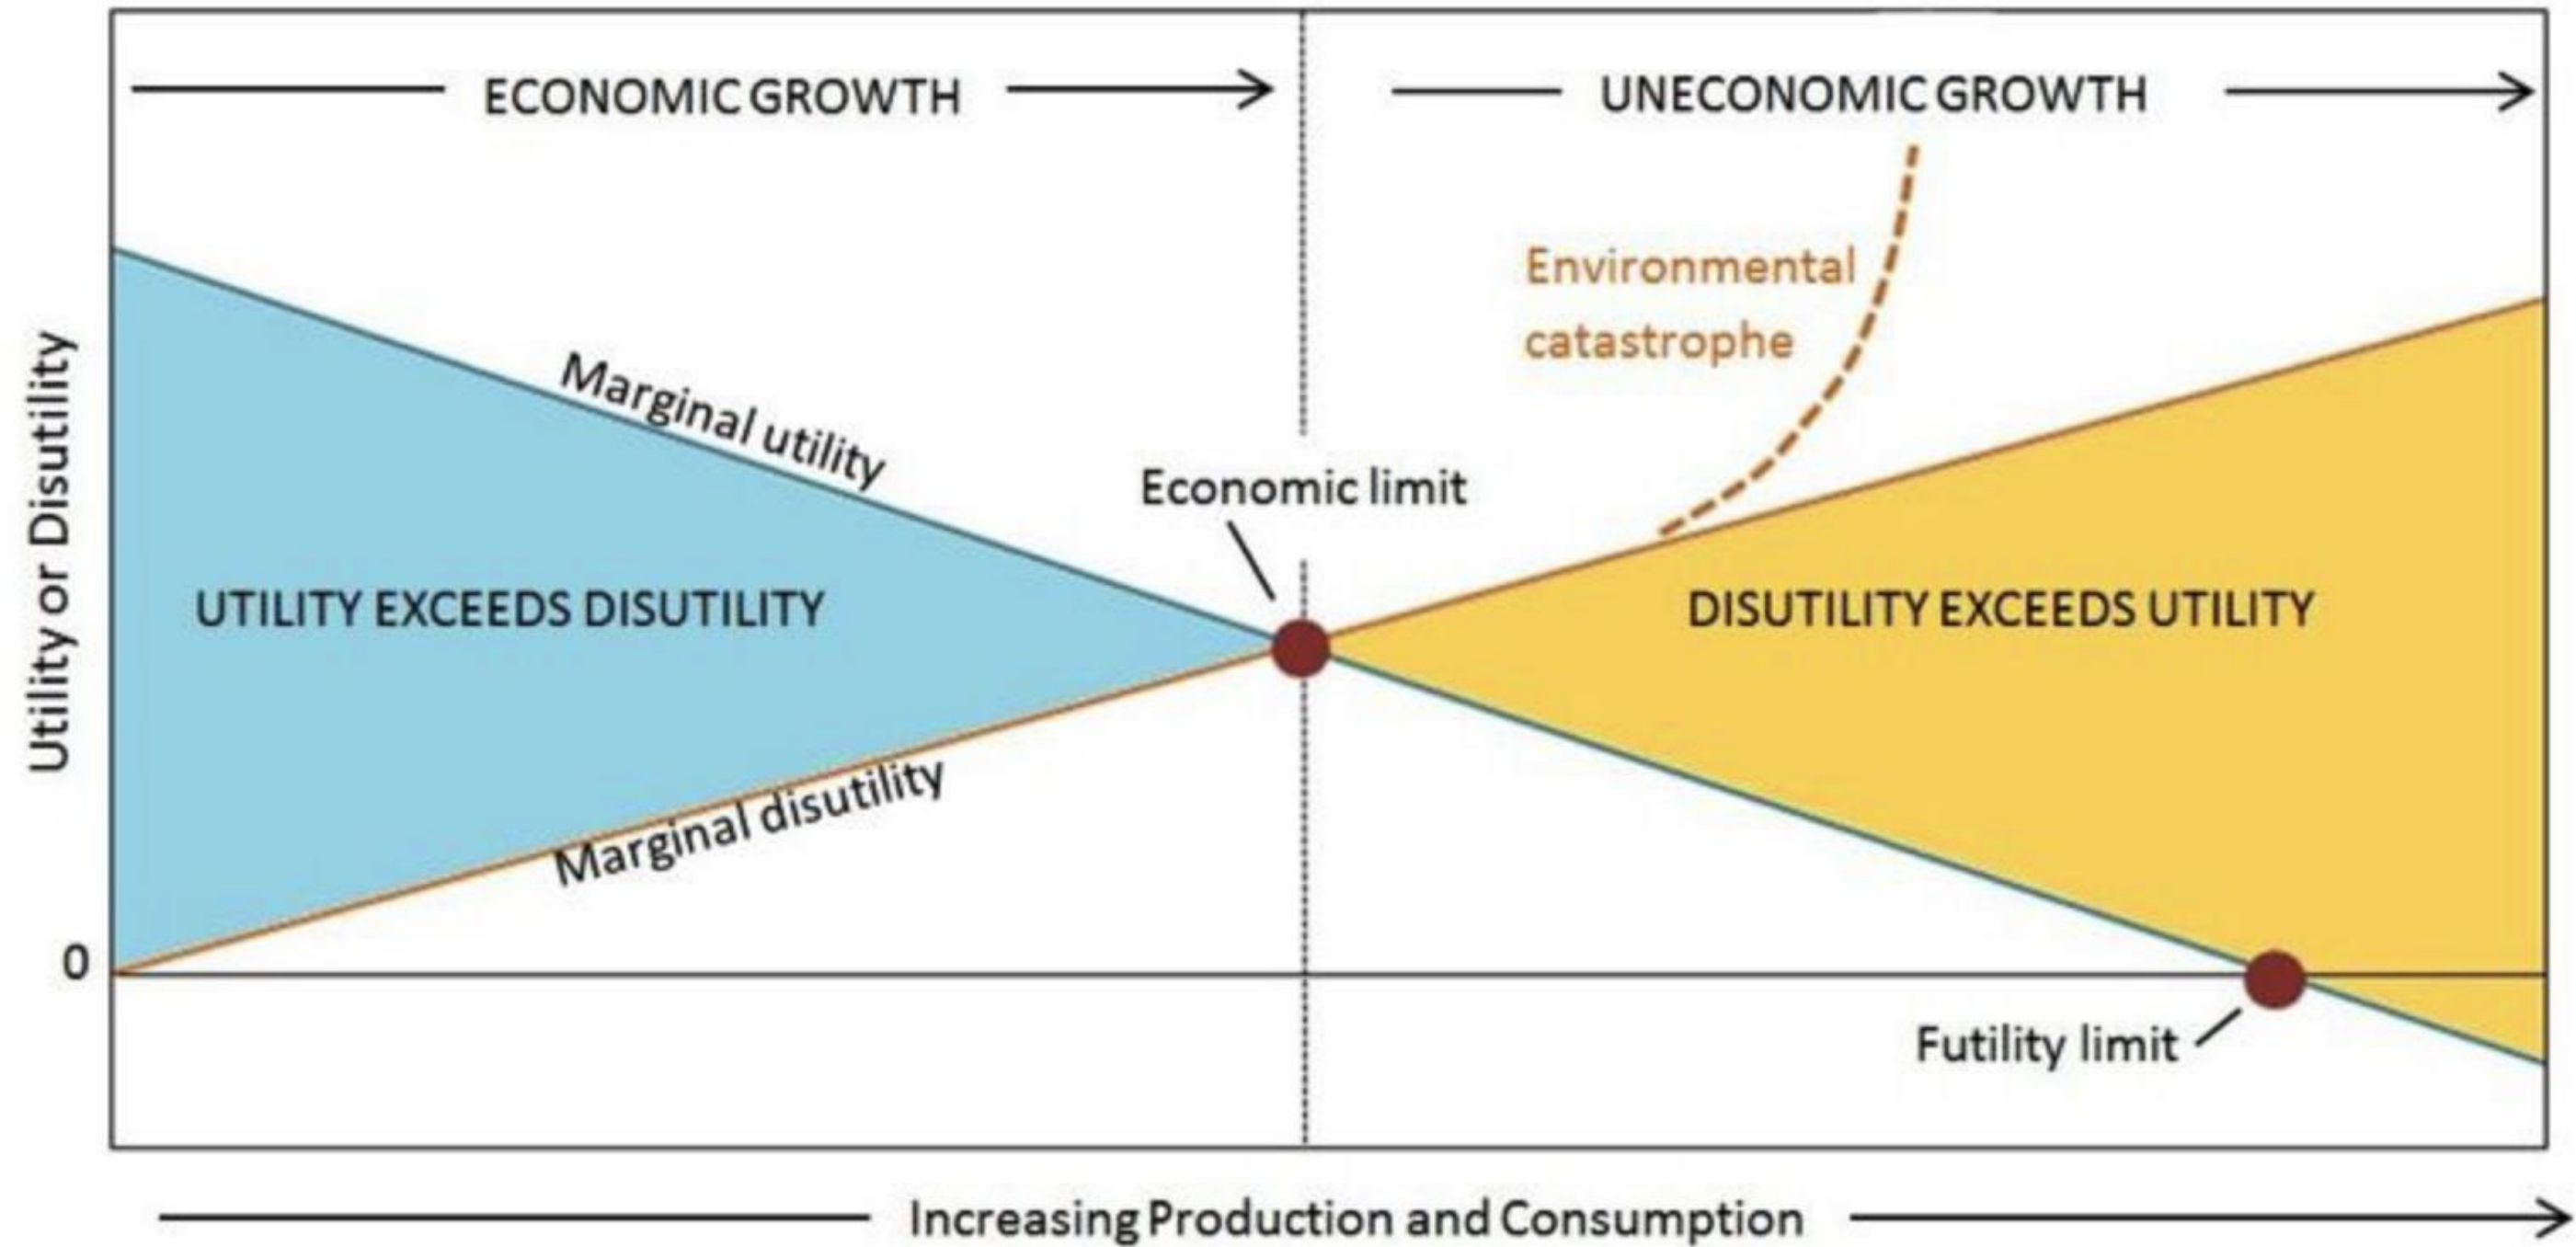 ECONOMIC GROWTH
UNECONOMIC GROWTH
Environmental
catastrophe
Marginal utility
Economic limit
UTILITY EXCEEDS DISUTILITY
DISUTILITY EXCEEDS UTILITY
Utility or Disutility
Marginal disutility
0
Futility limit
Increasing Production and Consumption